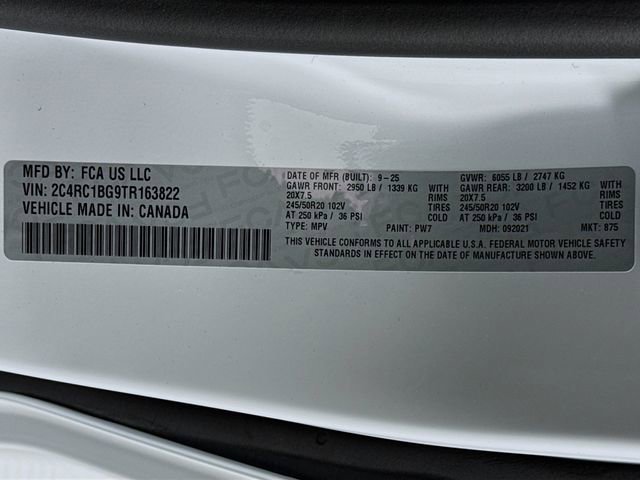 MFD BY: FCA US LLC
VIN: 2C4RC1BG9TR163822
VEHICLE MADE IN: CANADA
DATE OF MFR (BUILT): 9-25 GVWR: 6055 LB / 2747 KG
GAWR FRONT: 2950 LB / 1339 KG WITH GAWR REAR: 3200 LB / 1452 KG WITH
20X7.5 RIMS 20X7.5 RIMS
245/50R20 102V TIRES 245/50R20 102V TIRES
AT 250 kPa / 36 PSI COLD AT 250 kPa / 36 PSI COLD
TYPE: MPV PAINT: PW7 MDH: 092021 MKT: 875
THIS VEHICLE CONFORMS TO ALL APPLICABLE U.S.A. FEDERAL MOTOR VEHICLE SAFETY
STANDARDS IN EFFECT ON THE DATE OF MANUFACTURE SHOWN ABOVE.